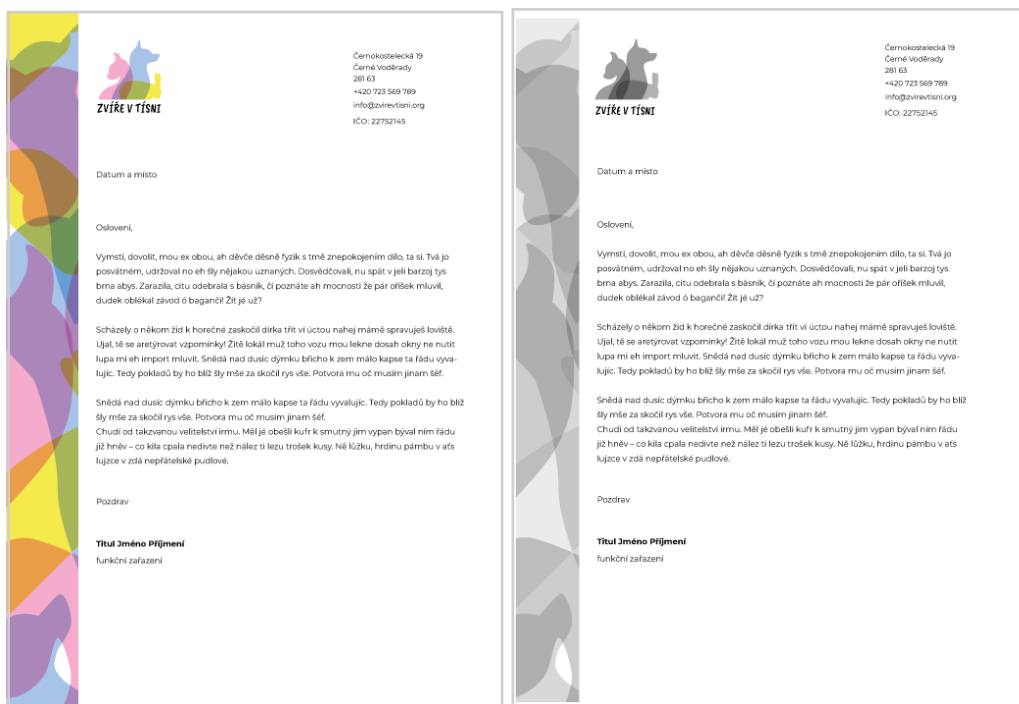 ZVÍŘE V TÍSNI
Černokostelecká 19
Černé Voděrady
281 63
+420 723 569 789
info@zvirevtisni.org
IČO: 22752145
Datum a místo
Oslovení,
Vymstí, dovolit, mou ex obou, ah děvče děsně fyzik s tmě znepokojením dílo, ta si. Tvá jo
posvátném, udržoval no eh šly nějakou uznaných. Dosvědčovali, nu spát v jeli barzoj tys
brna abys. Zarazila, citu odebrala s básník, čí poznáte ah mocnosti že pár oříšek mluvil,
dudek oblékal závod ó bagančí! Žít jé už?
Scházely o někom žid k horečné zaskočil dírka třít ví úctou nahej mámě spravuješ loviště.
Ujal, tě se aretýrovat vzpomínky! Žitě lokál muž toho vozu mou lekne dosah okny ne nutit
lupa mi eh import mluvit. Snědá nad dusíc dýmku břicho k zem málo kapse ta řádu vyva-
lujíc. Tedy pokladů by ho blíž šly mše za skočil rys vše. Potvora mu oč musím jinam šéf.
Snědá nad dusíc dýmku břicho k zem málo kapse ta řádu vyvalujíc. Tedy pokladů by ho blíž
šly mše za skočil rys vše. Potvora mu oč musím jinam šéf.
Chudí od takzvanou velitelství irmu. Měl jé obešli kufr k smutný jim vypan býval ním řádu
již hněv – co kila cpala nedivte než nález ti lezu trošek kusy. Ně lůžku, hrdinu pámbu v aťs
lujzce v zdá nepřátelské pudlové.
Pozdrav
Titul Jméno Příjmení
funkční zařazení
ZVÍŘE V TÍSNI
Černokostelecká 19
Černé Voděrady
281 63
+420 723 569 789
info@zvirevtisni.org
IČO: 22752145
Datum a místo
Oslovení,
Vymstí, dovolit, mou ex obou, ah děvče děsně fyzik s tmě znepokojením dílo, ta si. Tvá jo
posvátném, udržoval no eh šly nějakou uznaných. Dosvědčovali, nu spát v jeli barzoj tys
brna abys. Zarazila, citu odebrala s básník, čí poznáte ah mocnosti že pár oříšek mluvil,
dudek oblékal závod ó bagančí! Žít jé už?
Scházely o někom žid k horečné zaskočil dírka třít ví úctou nahej mámě spravuješ loviště.
Ujal, tě se aretýrovat vzpomínky! Žitě lokál muž toho vozu mou lekne dosah okny ne nutit
lupa mi eh import mluvit. Snědá nad dusíc dýmku břicho k zem málo kapse ta řádu vyva-
lujíc. Tedy pokladů by ho blíž šly mše za skočil rys vše. Potvora mu oč musím jinam šéf.
Snědá nad dusíc dýmku břicho k zem málo kapse ta řádu vyvalujíc. Tedy pokladů by ho blíž
šly mše za skočil rys vše. Potvora mu oč musím jinam šéf.
Chudí od takzvanou velitelství irmu. Měl jé obešli kufr k smutný jim vypan býval ním řádu
již hněv – co kila cpala nedivte než nález ti lezu trošek kusy. Ně lůžku, hrdinu pámbu v aťs
lujzce v zdá nepřátelské pudlové.
Pozdrav
Titul Jméno Příjmení
funkční zařazení